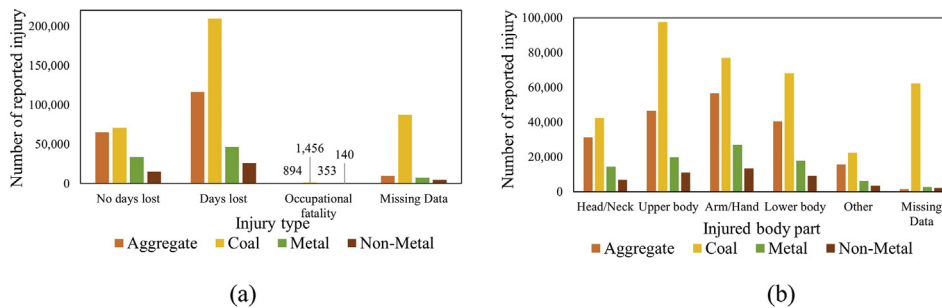 Number of reported injury
200,000
150,000
100,000
50,000
0
1,456
140
894
353
No days lost
Days lost
Occupational
fatality
Missing Data
Injury type
Aggregate
Coal
Metal
Non-Metal
(a)
Number of reported injury
100,000
80,000
60,000
40,000
20,000
0
Head/Neck
Upper body
Arm/Hand
Lower body
Other
Missing
Data
Injured body part
Aggregate
Coal
Metal
Non-Metal
(b)